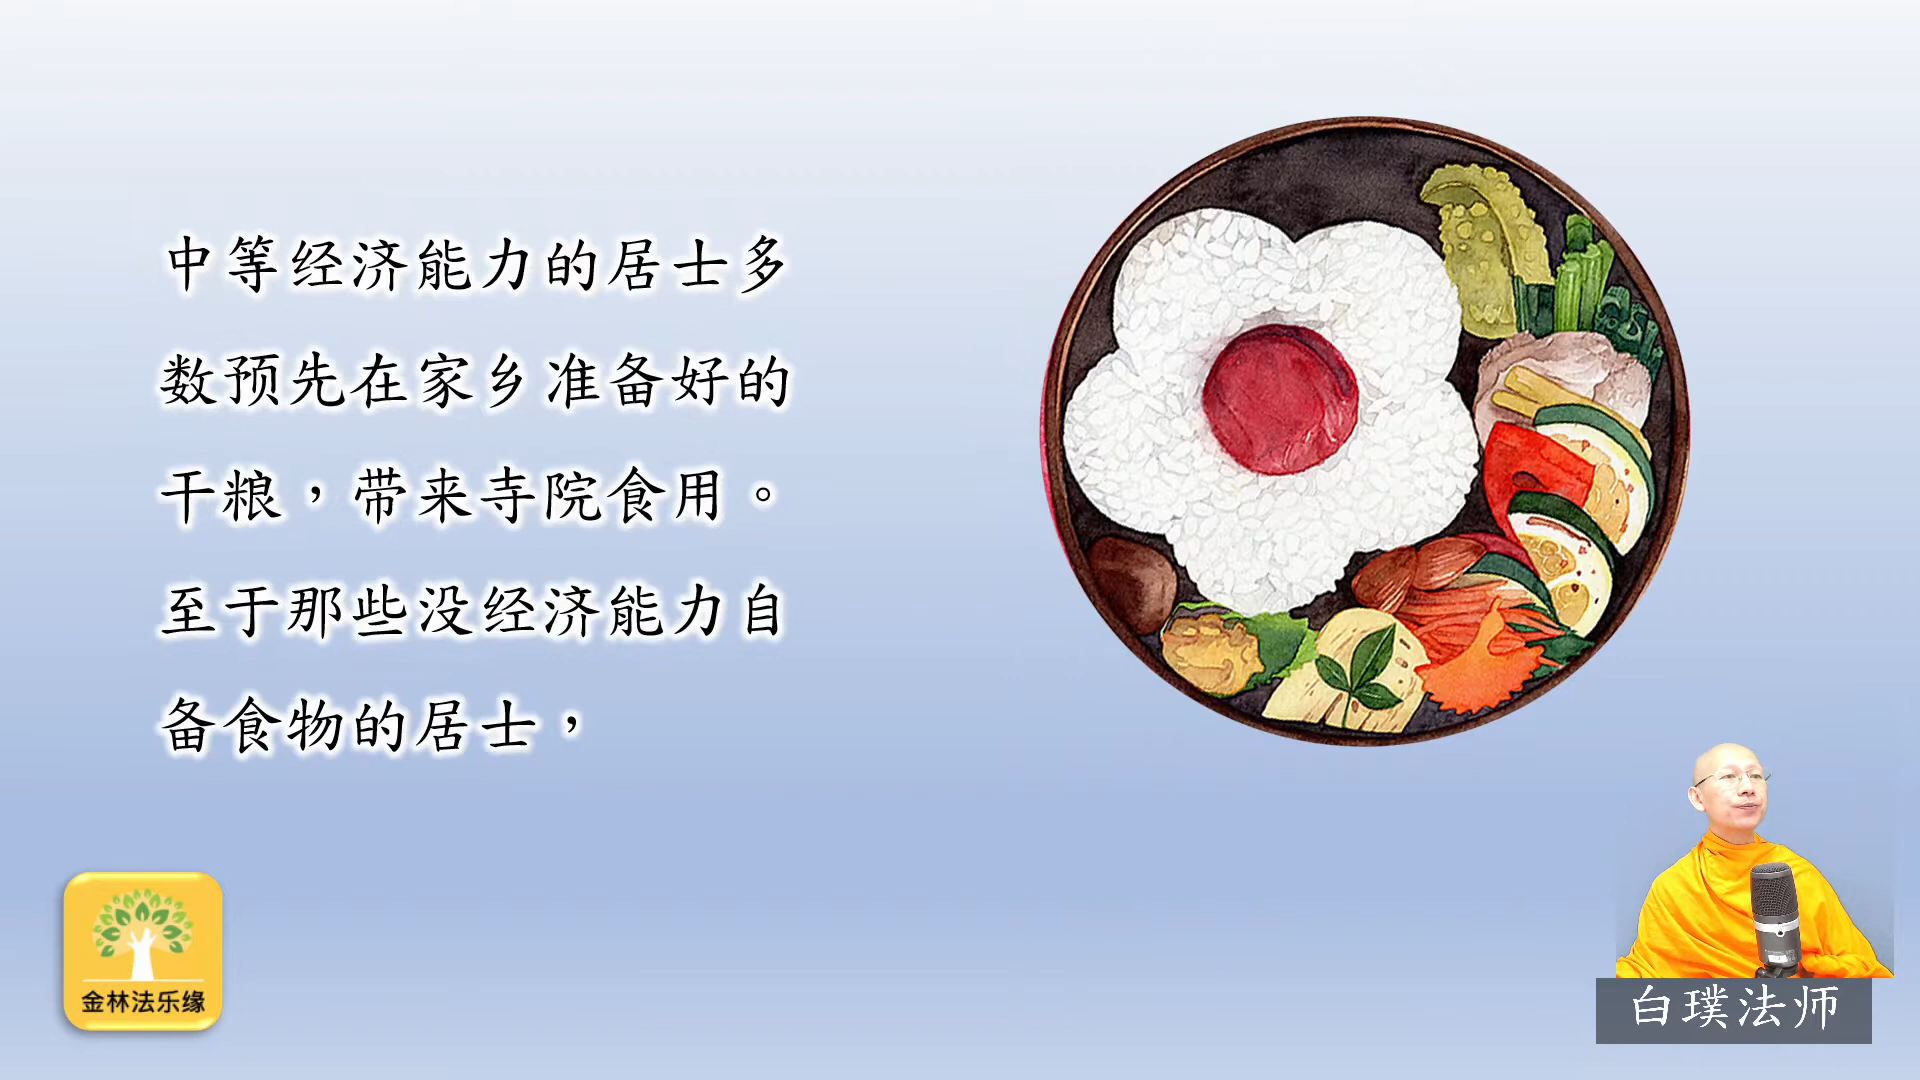 中等经济能力的居士多
数预先在家乡准备好的
干粮，带来寺院食用。
至于那些没经济能力自
备食物的居士，
金林法乐缘
白璞法师